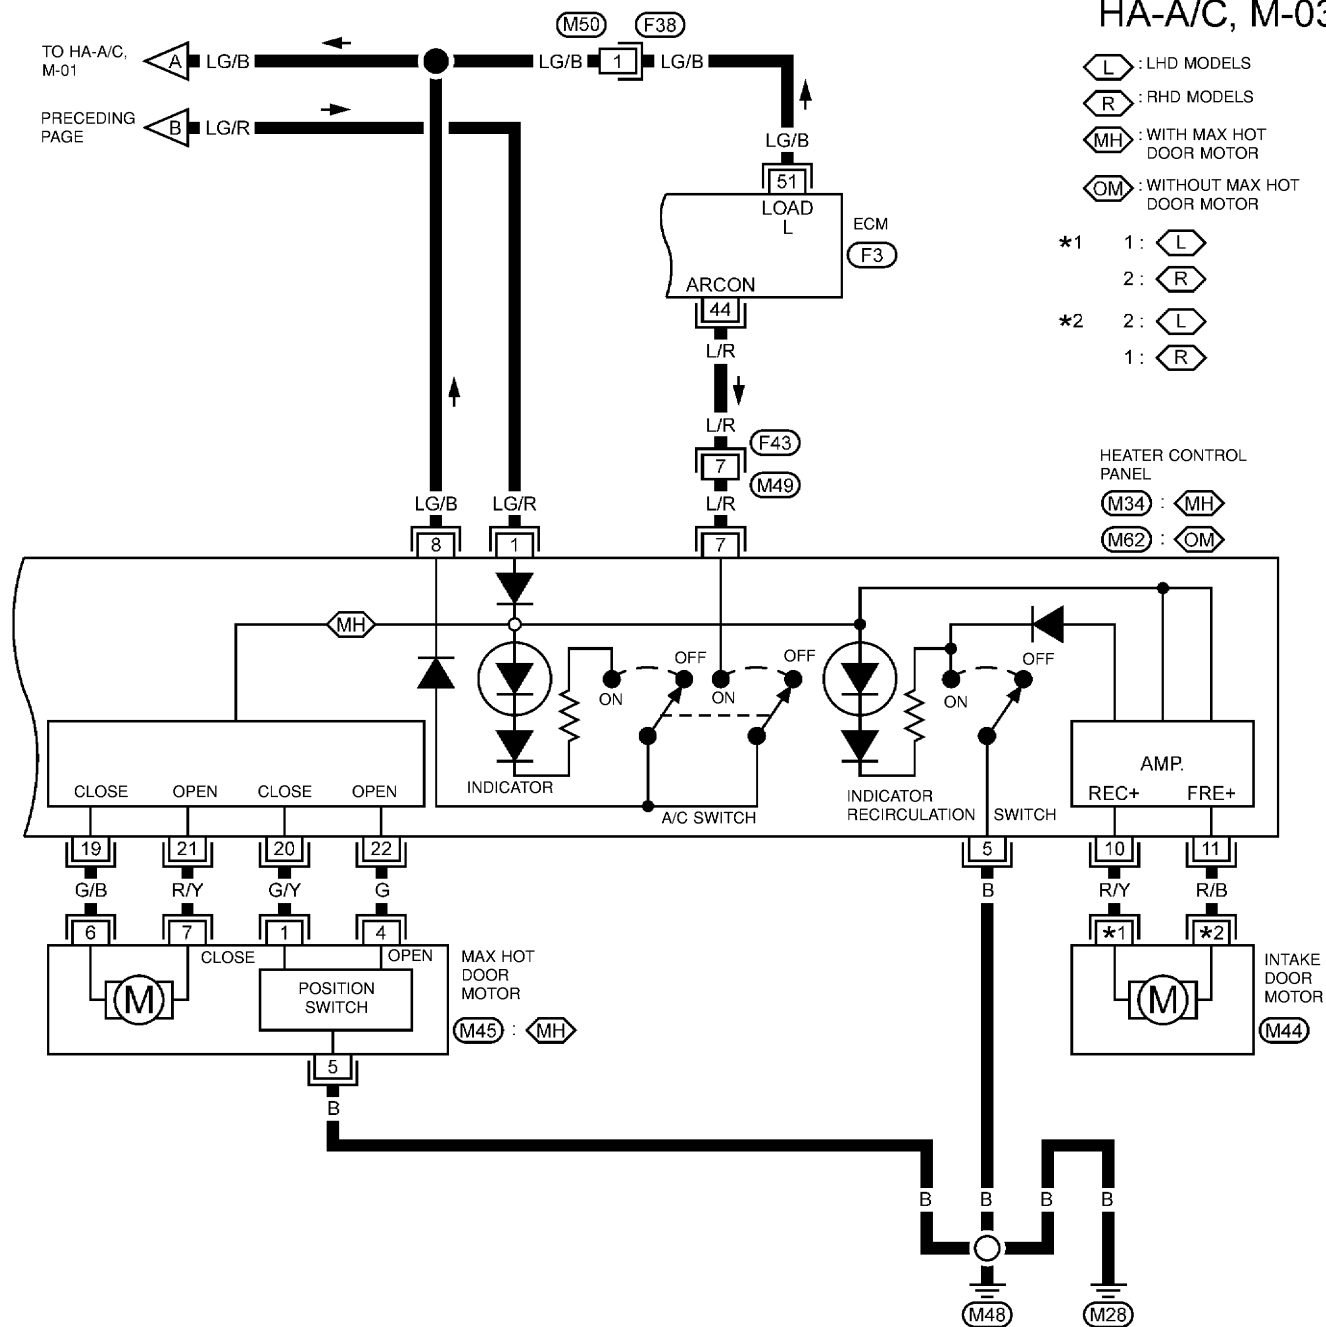 HA-A/C, M-03
M50 F38
TO HA-A/C,
M-01
A LG/B LG/B 1 LG/B
L : LHD MODELS
PRECEDING
PAGE
B LG/R
R : RHD MODELS
LG/B
MH : WITH MAX HOT
DOOR MOTOR
51
LOAD
L
OM : WITHOUT MAX HOT
DOOR MOTOR
ECM
F3
*1 1 : L
2 : R
ARCON
44
*2 2 : L
1 : R
L/R
L/R
F43
7
M49
HEATER CONTROL
PANEL
M34 : MH
M62 : OM
LG/B LG/R L/R
8 1 7
MH
OFF OFF OFF
ON ON ON
INDICATOR
A/C SWITCH
INDICATOR
RECIRCULATION SWITCH
AMP.
REC+ FRE+
CLOSE OPEN CLOSE OPEN
19 21 20 22 5 10 11
G/B R/Y G/Y G B R/Y R/B
6 7 1 4 *1 *2
CLOSE OPEN
M
POSITION
SWITCH
MAX HOT
DOOR
MOTOR
M45 : MH
M
INTAKE
DOOR
MOTOR
M44
5
B
B B B B
M48 M28